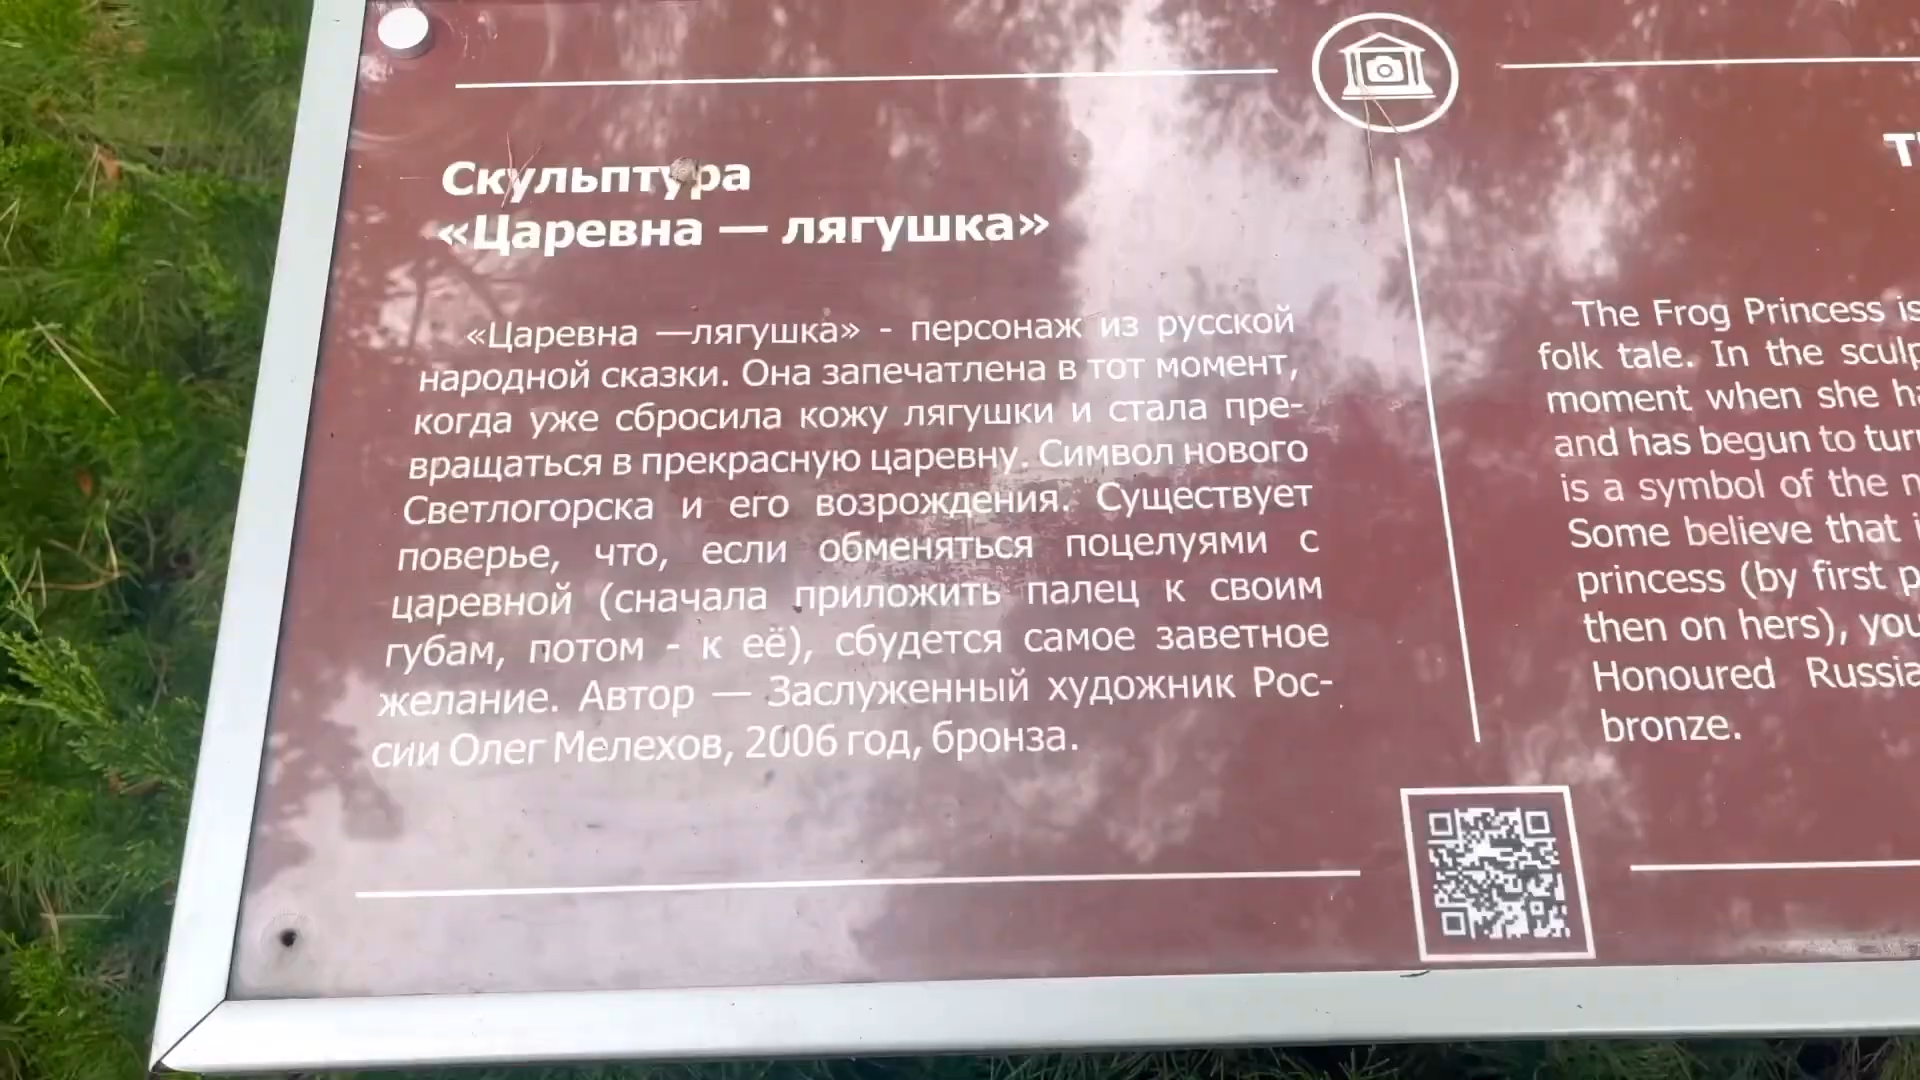 Скульптура
«Царевна — лягушка»
«Царевна —лягушка» - персонаж из русской
народной сказки. Она запечатлена в тот момент,
когда уже сбросила кожу лягушки и стала пре-
вращаться в прекрасную царевну. Символ нового
Светлогорска и его возрождения. Существует
поверье, что, если обменяться поцелуями с
царевной (сначала приложить палец к своим
губам, потом - к её), сбудется самое заветное
желание. Автор — Заслуженный художник Рос-
сии Олег Мелехов, 2006 год, бронза.
The Frog Princess is
folk tale. In the sculp
moment when she ha
and has begun to turn
is a symbol of the n
Some believe that i
princess (by first p
then on hers), you
Honoured Russia
bronze.